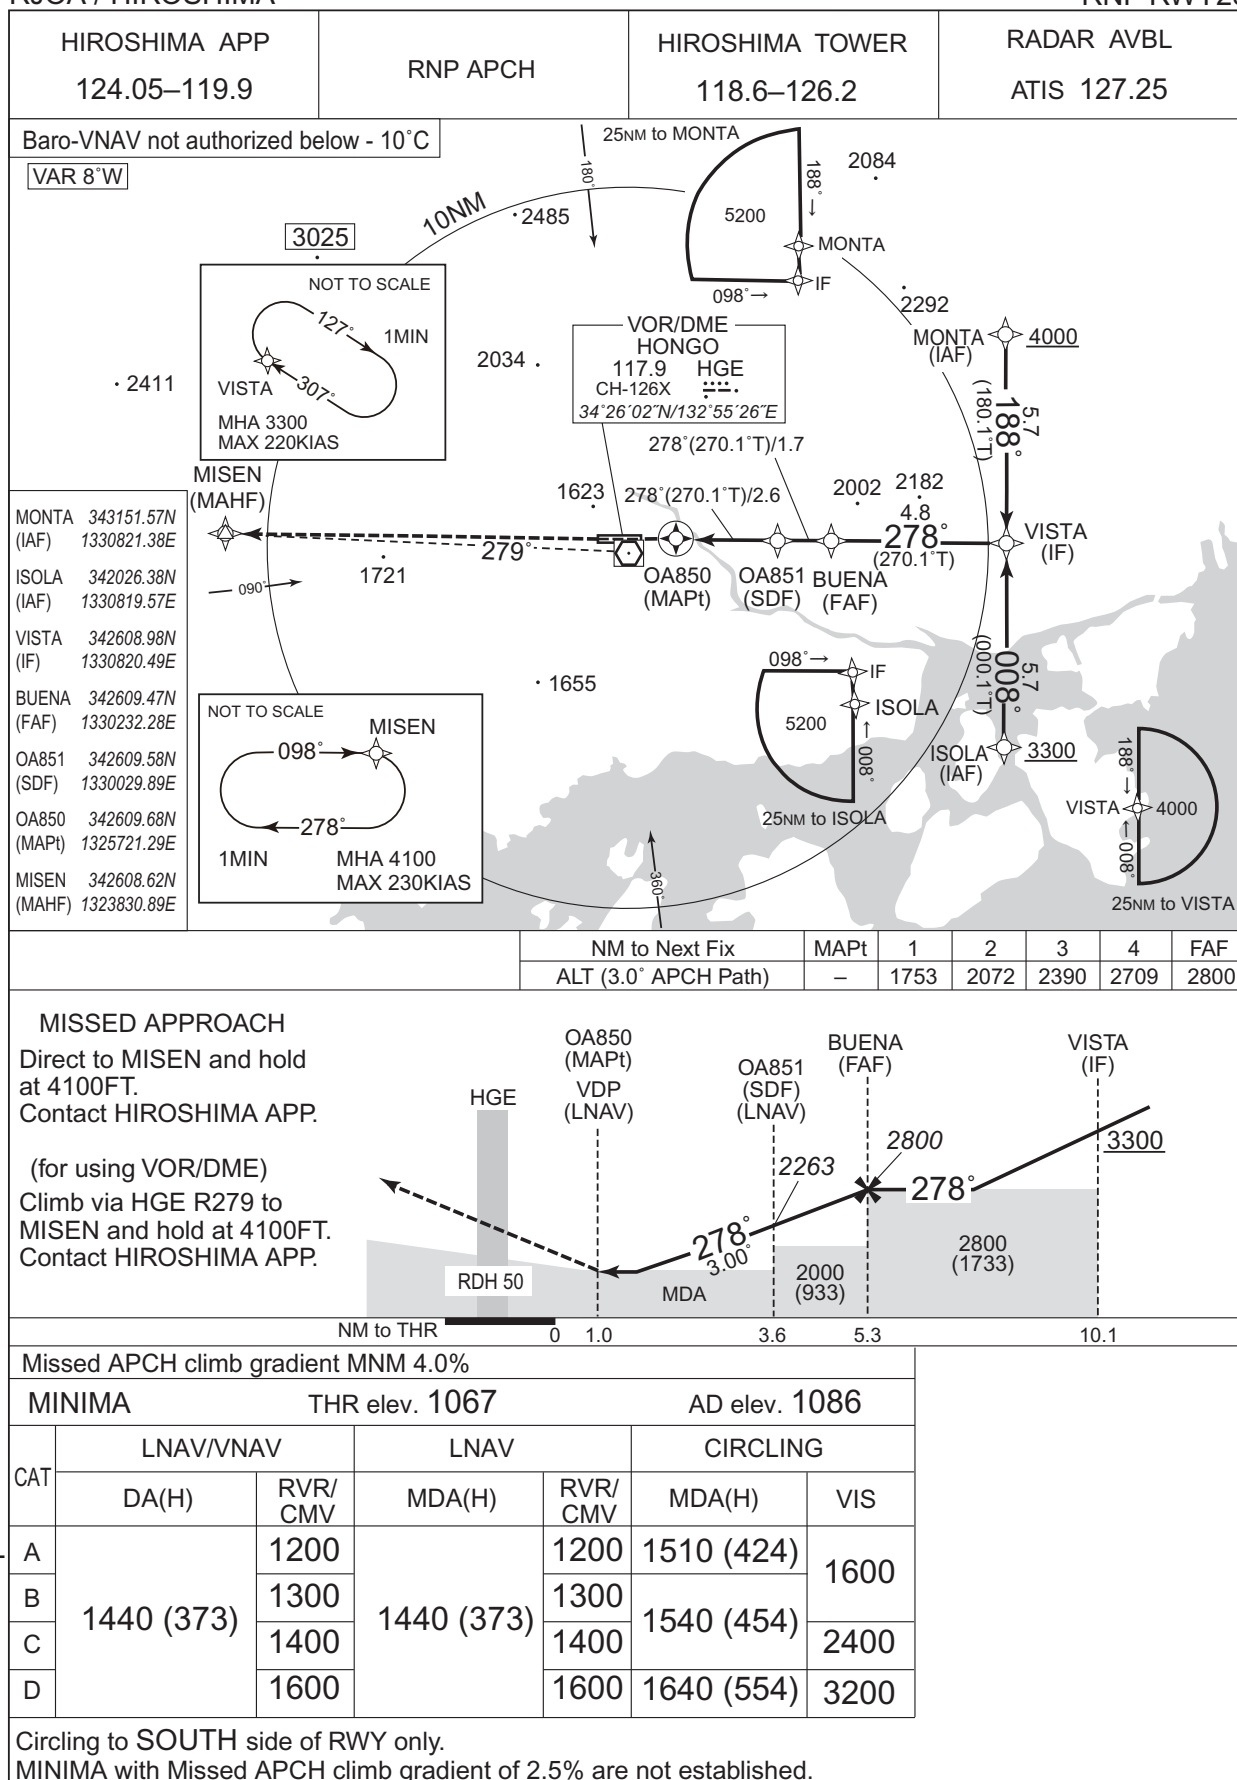 HIROSHIMA APP
124.05–119.9
RNP APCH
HIROSHIMA TOWER
118.6–126.2
RADAR AVBL
ATIS 127.25
Baro-VNAV not authorized below - 10˚C
VAR 8˚W
25NM to MONTA
180˚
188˚→
2084
5200
MONTA
IF
098˚→
10NM
2485
3025
NOT TO SCALE
127˚
1MIN
VISTA
307˚
MHA 3300
MAX 220KIAS
2411
2034
VOR/DME
HONGO
117.9 HGE
CH-126X
34˚26´02˝N/132˚55´26˝E
2292
MONTA
(IAF)
4000
188˚
(180.1˚T)
5.7
278˚(270.1˚T)/1.7
278˚(270.1˚T)/2.6
1623
2002
2182
4.8
278˚
(270.1˚T)
VISTA
(IF)
MISEN
(MAHF)
279˚
1721
090˚
OA850
(MAPt)
OA851
(SDF)
BUENA
(FAF)
MONTA 343151.57N
(IAF) 1330821.38E
ISOLA 342026.38N
(IAF) 1330819.57E
VISTA 342608.98N
(IF) 1330820.49E
BUENA 342609.47N
(FAF) 1330232.28E
OA851 342609.58N
(SDF) 1330029.89E
OA850 342609.68N
(MAPt) 1325721.29E
MISEN 342608.62N
(MAHF) 1323830.89E
1655
098˚→
IF
ISOLA
5200
008˚→
25NM to ISOLA
008˚
(000.1˚T)
5.7
ISOLA
(IAF)
3300
188˚→
VISTA
4000
008˚→
25NM to VISTA
NOT TO SCALE
MISEN
098˚
278˚
1MIN
MHA 4100
MAX 230KIAS
360˚
NM to Next Fix MAPt 1 2 3 4 FAF
ALT (3.0˚ APCH Path) – 1753 2072 2390 2709 2800
MISSED APPROACH
Direct to MISEN and hold
at 4100FT.
Contact HIROSHIMA APP.
(for using VOR/DME)
Climb via HGE R279 to
MISEN and hold at 4100FT.
Contact HIROSHIMA APP.
HGE
OA850
(MAPt)
VDP
(LNAV)
OA851
(SDF)
(LNAV)
BUENA
(FAF)
VISTA
(IF)
2263
2800
3300
278˚
278˚
3.00˚
RDH 50
MDA
2000
(933)
2800
(1733)
NM to THR 0 1.0 3.6 5.3 10.1
Missed APCH climb gradient MNM 4.0%
MINIMA THR elev. 1067 AD elev. 1086
CAT LNAV/VNAV LNAV CIRCLING
DA(H) RVR/CMV MDA(H) RVR/CMV MDA(H) VIS
A 1200 1200 1510 (424) 1600
B 1440 (373) 1300 1440 (373) 1300 1540 (454)
C 1400 1400 2400
D 1600 1600 1640 (554) 3200
Circling to SOUTH side of RWY only.
MINIMA with Missed APCH climb gradient of 2.5% are not established.